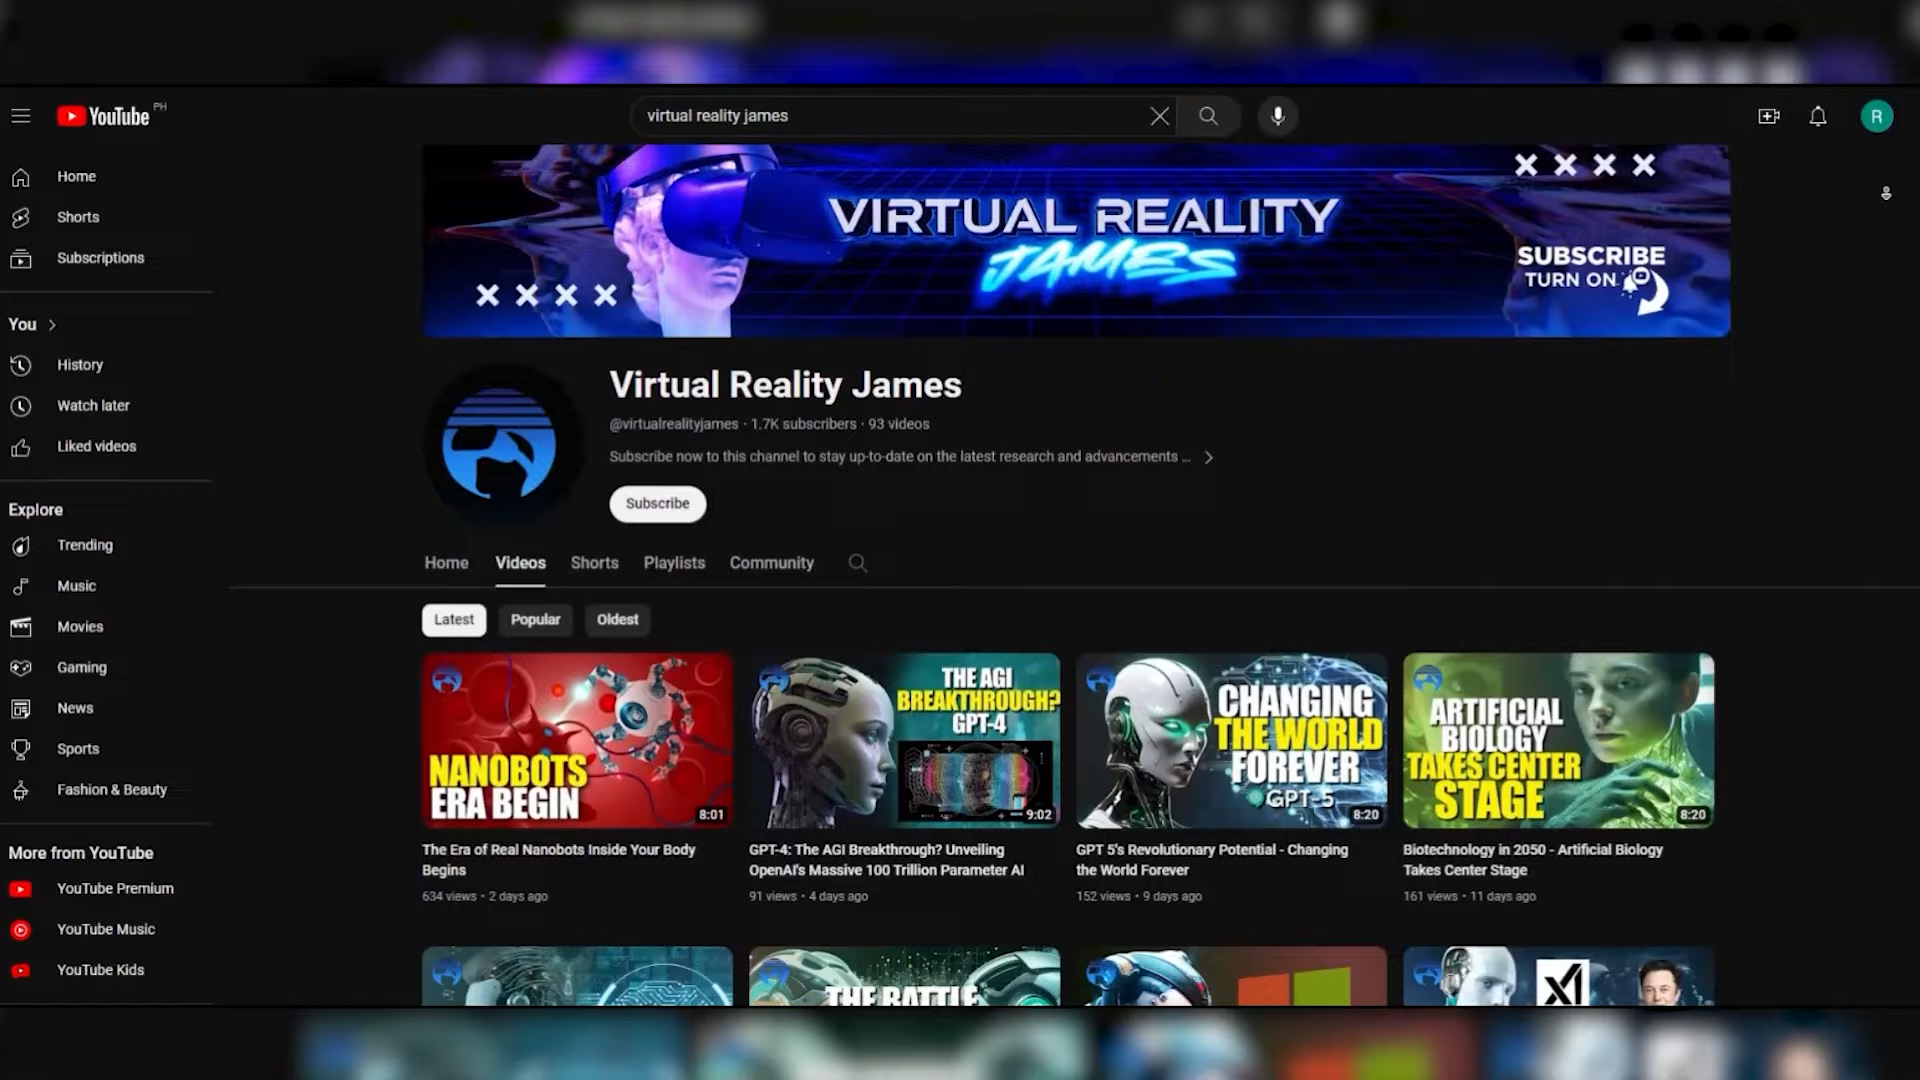 YouTube PH
virtual reality james
R
Home
Shorts
Subscriptions
You
History
Watch later
Liked videos
Explore
Trending
Music
Movies
Gaming
News
Sports
Fashion & Beauty
More from YouTube
YouTube Premium
YouTube Music
YouTube Kids
VIRTUAL REALITY
JAMES
SUBSCRIBE
TURN ON
Virtual Reality James
@virtualrealityjames · 1.7K subscribers · 93 videos
Subscribe now to this channel to stay up-to-date on the latest research and advancements ...
Subscribe
Home Videos Shorts Playlists Community
Latest Popular Oldest
NANOBOTS
ERA BEGIN
8:01
The Era of Real Nanobots Inside Your Body
Begins
634 views • 2 days ago
THE AGI
BREAKTHROUGH?
GPT-4
9:02
GPT-4: The AGI Breakthrough? Unveiling
OpenAI's Massive 100 Trillion Parameter AI
91 views • 4 days ago
CHANGING
THE WORLD
FOREVER
GPT-5
8:20
GPT 5's Revolutionary Potential - Changing
the World Forever
152 views • 9 days ago
ARTIFICIAL
BIOLOGY
TAKES CENTER
STAGE
8:20
Biotechnology in 2050 - Artificial Biology
Takes Center Stage
161 views • 11 days ago
THE BATTLE